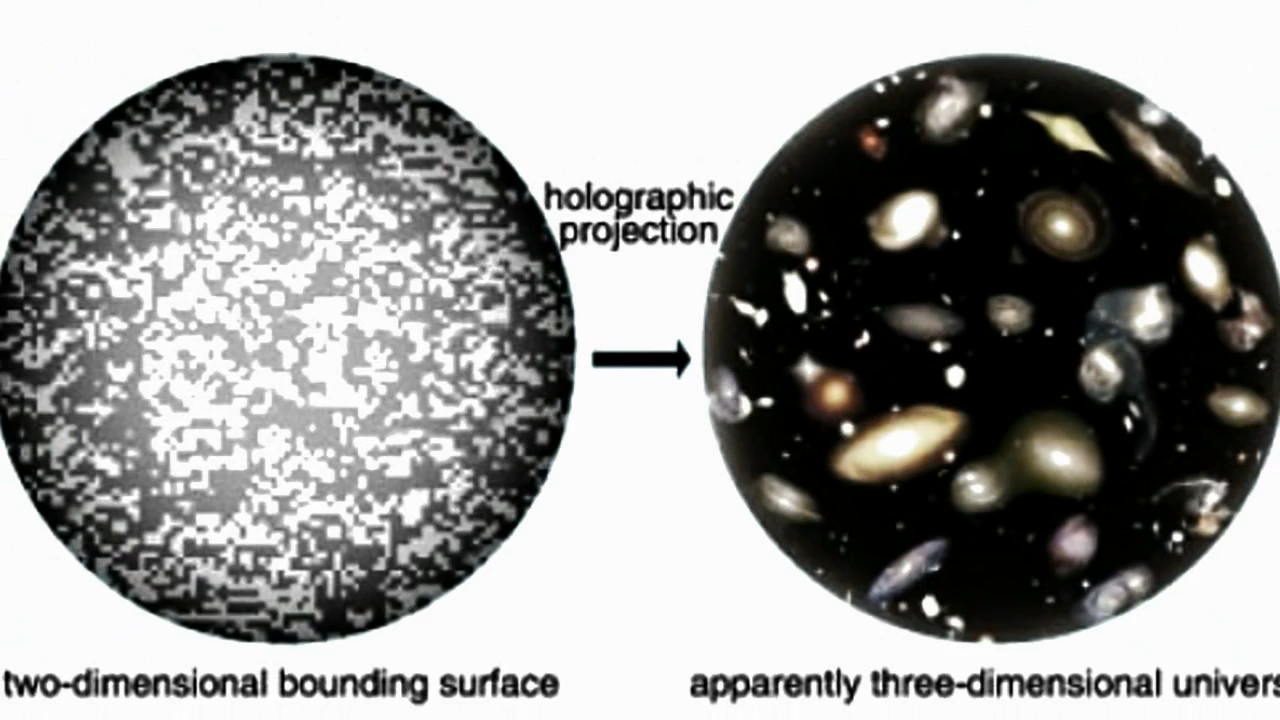 holographic
projection
two-dimensional bounding surface
apparently three-dimensional univers